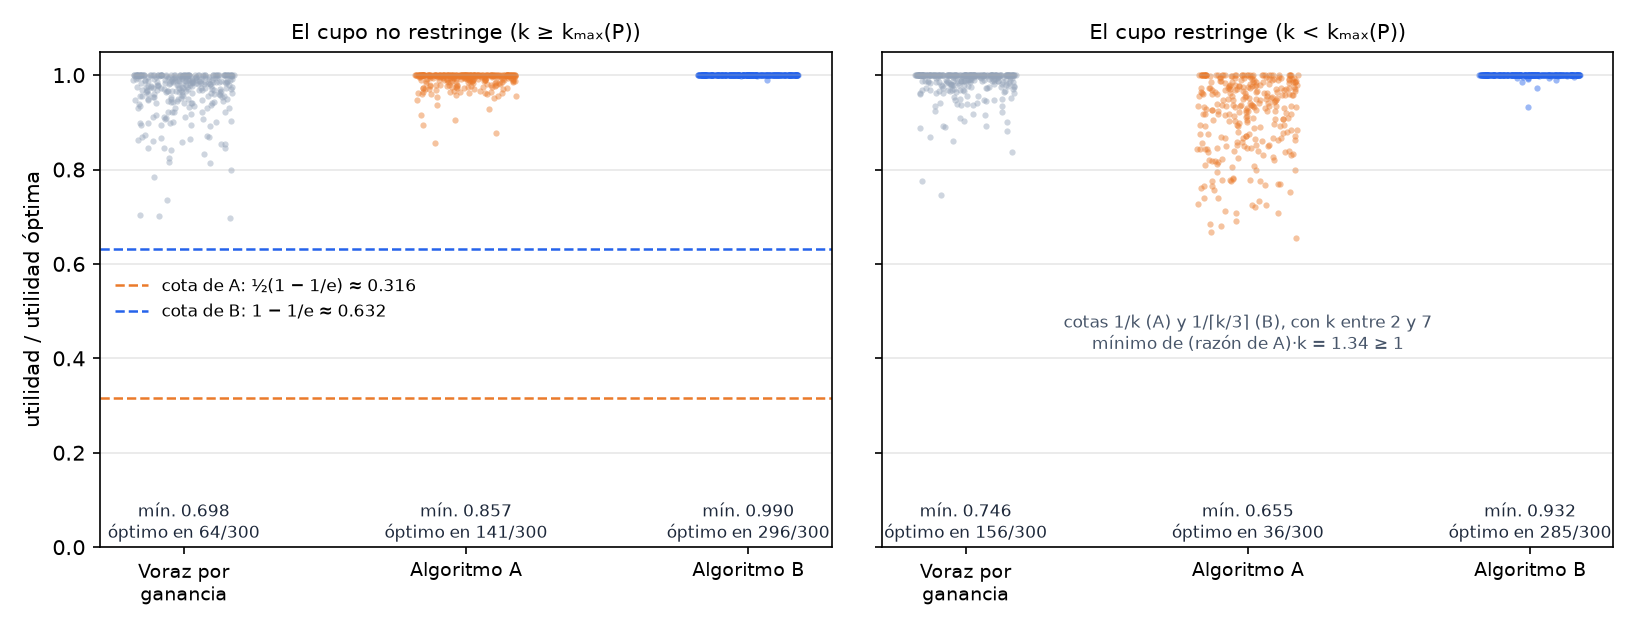 El cupo no restringe (k ≥ kₘₐₓ(P))
utilidad / utilidad óptima
1.0
0.8
0.6
0.4
0.2
0.0
cota de A: ½(1 − 1/e) ≈ 0.316
cota de B: 1 − 1/e ≈ 0.632
mín. 0.698
óptimo en 64/300
mín. 0.857
óptimo en 141/300
mín. 0.990
óptimo en 296/300
Voraz por
ganancia
Algoritmo A
Algoritmo B
El cupo restringe (k < kₘₐₓ(P))
cotas 1/k (A) y 1/⌈k/3⌉ (B), con k entre 2 y 7
mínimo de (razón de A)·k = 1.34 ≥ 1
mín. 0.746
óptimo en 156/300
mín. 0.655
óptimo en 36/300
mín. 0.932
óptimo en 285/300
Voraz por
ganancia
Algoritmo A
Algoritmo B